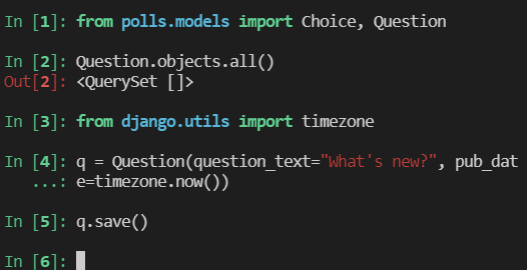 In [1]: from polls.models import Choice, Question
In [2]: Question.objects.all()
Out[2]: <QuerySet []>
In [3]: from django.utils import timezone
In [4]: q = Question(question_text="What's new?", pub_dat
...: e=timezone.now())
In [5]: q.save()
In [6]: